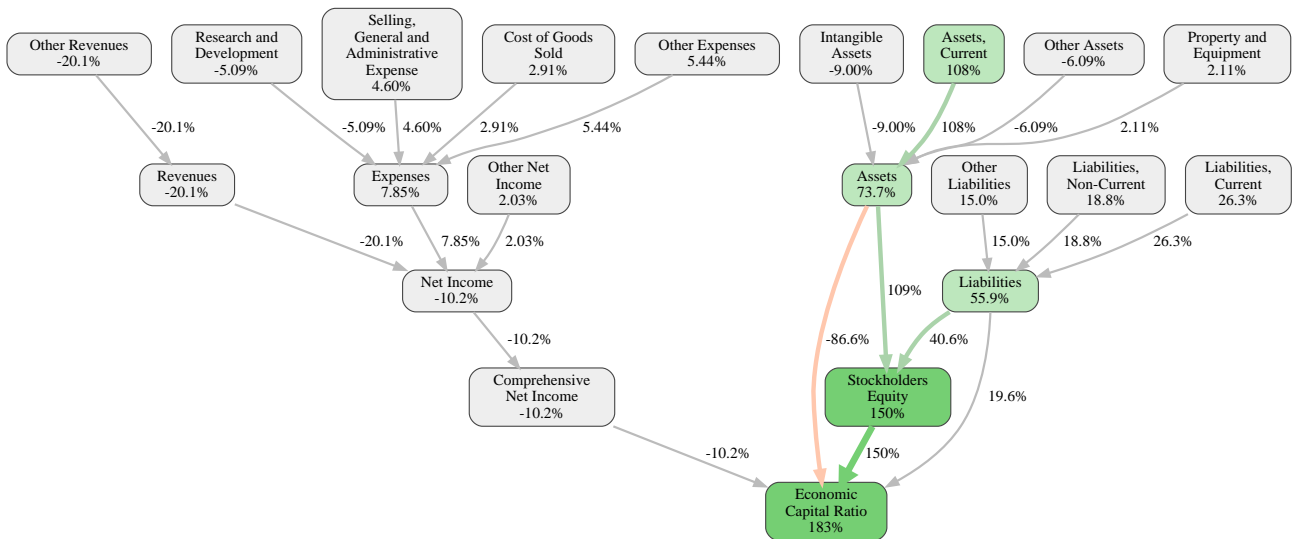 Other Revenues
-20.1%
Research and
Development
-5.09%
Selling,
General and
Administrative
Expense
4.60%
Cost of Goods
Sold
2.91%
Other Expenses
5.44%
Intangible
Assets
-9.00%
Assets,
Current
108%
Other Assets
-6.09%
Property and
Equipment
2.11%
-20.1%
-5.09%
4.60%
2.91%
5.44%
-9.00%
108%
-6.09%
2.11%
Revenues
-20.1%
Expenses
7.85%
Other Net
Income
2.03%
Assets
73.7%
Other
Liabilities
15.0%
Liabilities,
Non-Current
18.8%
Liabilities,
Current
26.3%
-20.1%
7.85%
2.03%
15.0%
18.8%
26.3%
Net Income
-10.2%
109%
Liabilities
55.9%
-10.2%
-86.6%
40.6%
Comprehensive
Net Income
-10.2%
Stockholders
Equity
150%
19.6%
-10.2%
150%
Economic
Capital Ratio
183%